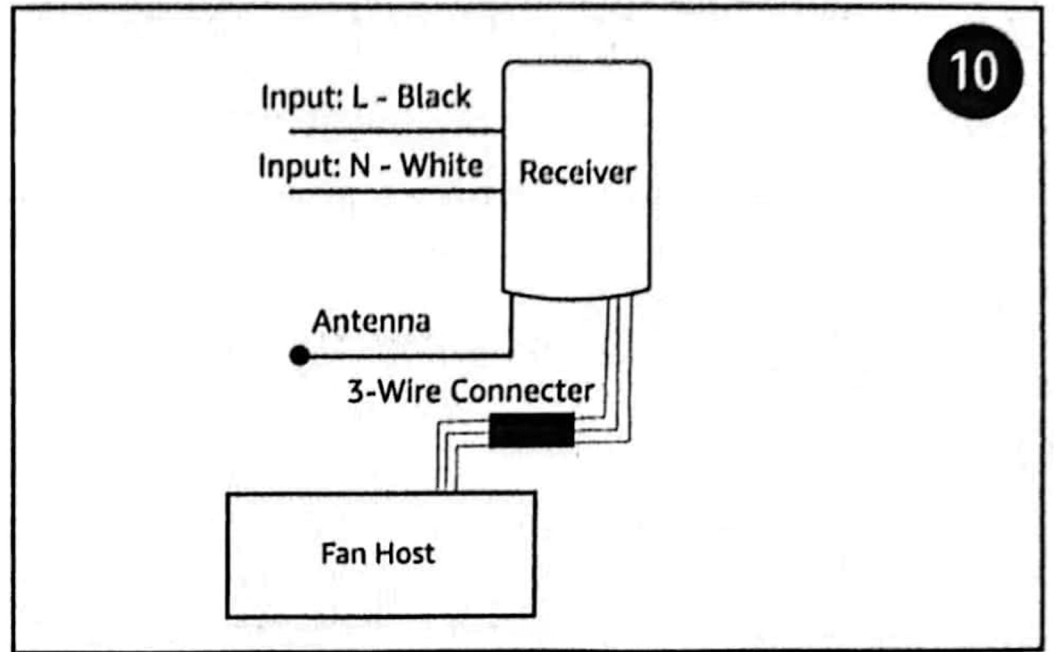 10
Input: L - Black
Input: N - White
Receiver
Antenna
3-Wire Connecter
Fan Host